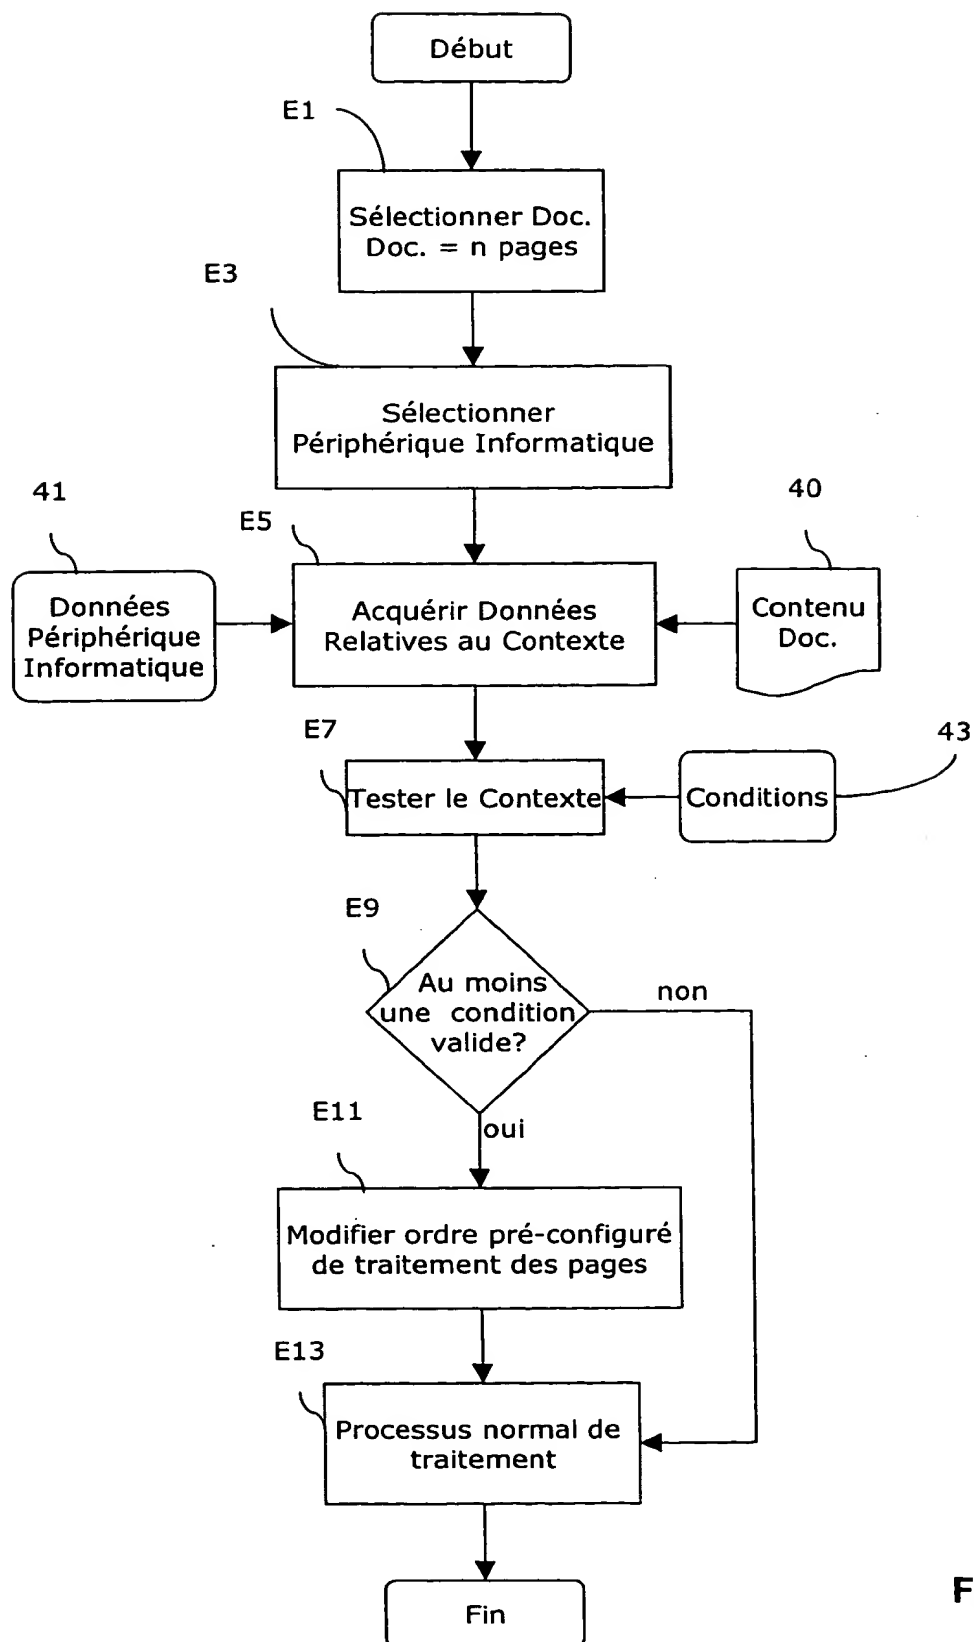 Début
E1
Sélectionner Doc.
Doc. = n pages
E3
Sélectionner
Périphérique Informatique
41
40
E5
Données
Périphérique
Informatique
Acquérir Données
Relatives au Contexte
Contenu
Doc.
E7
43
Tester le Contexte
Conditions
E9
Au moins
une condition
valide?
non
E11
oui
Modifier ordre pré-configuré
de traitement des pages
E13
Processus normal de
traitement
F
Fin